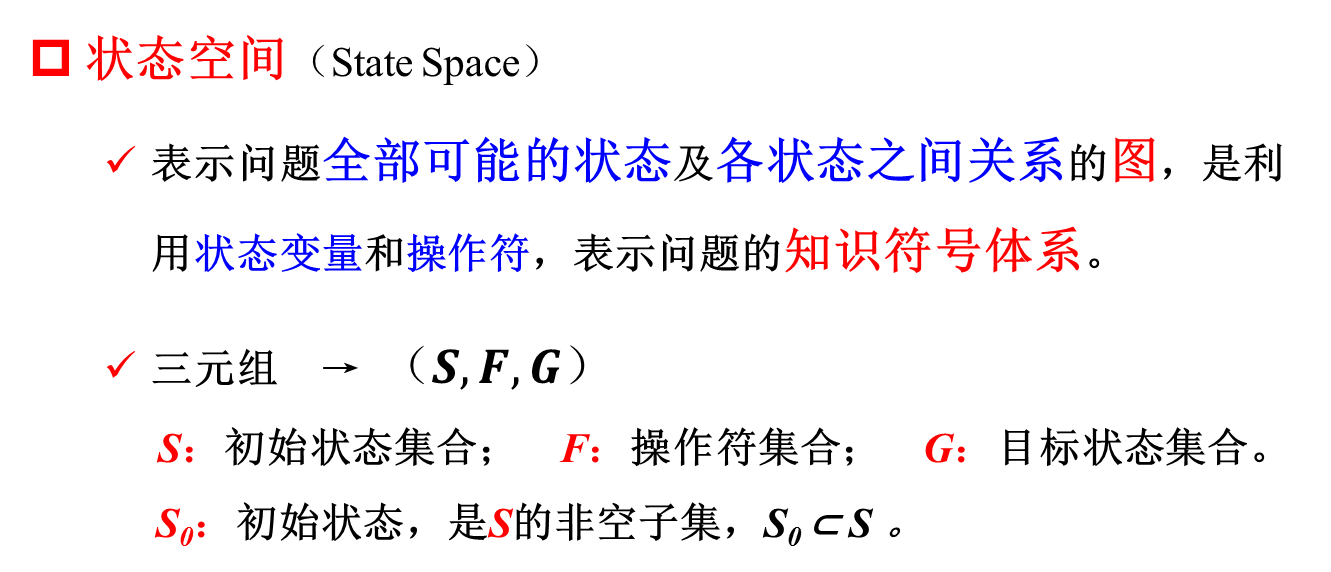 状态空间（State Space）
表示问题全部可能的状态及各状态之间关系的图，是利
用状态变量和操作符，表示问题的知识符号体系。
三元组 → （S, F, G）
S：初始状态集合； F：操作符集合； G：目标状态集合。
S₀：初始状态，是S的非空子集，S₀⊂S 。